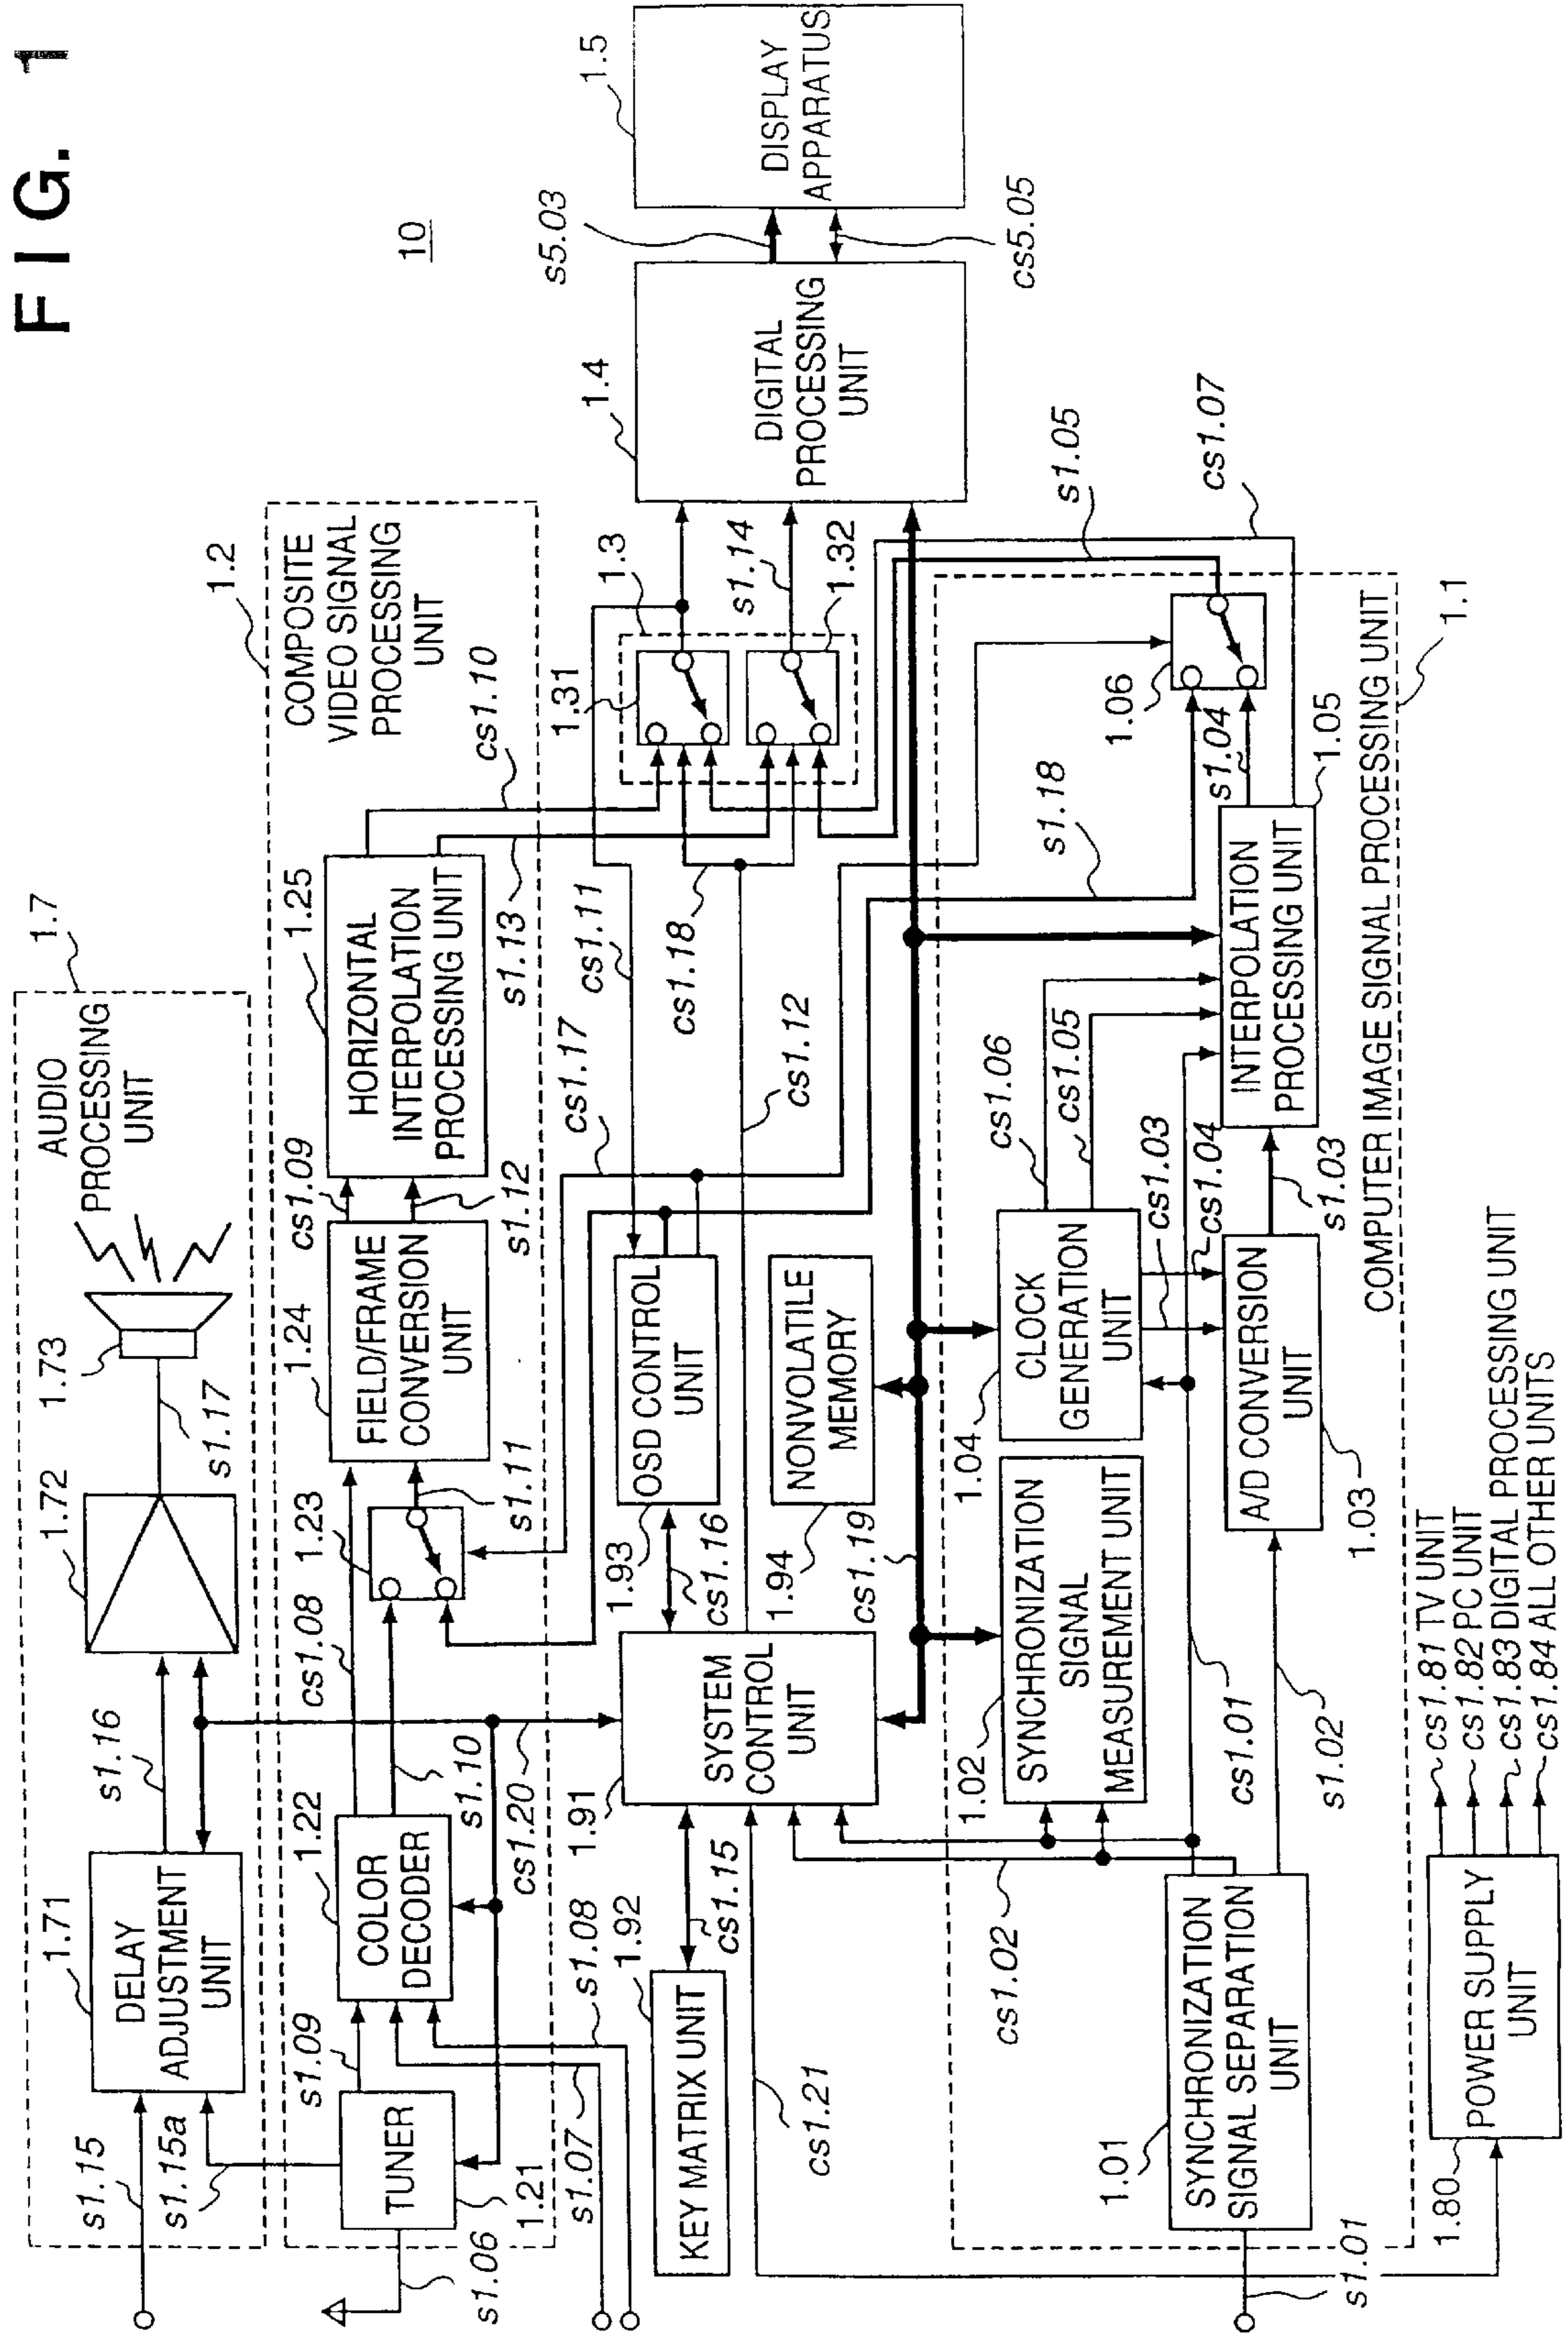 FIG. 1
10
1.7
AUDIO
PROCESSING
UNIT
s1.15
s1.15a
1.71
DELAY
ADJUSTMENT
UNIT
s1.16
1.72
s1.17
1.73
1.2
COMPOSITE
VIDEO SIGNAL
PROCESSING
UNIT
s1.06
TUNER
1.21
s1.09
s1.07
s1.08
1.22
COLOR
DECODER
s1.10
cs1.20
cs1.08
1.23
s1.11
1.24
FIELD/FRAME
CONVERSION
UNIT
cs1.09
s1.12
1.25
HORIZONTAL
INTERPOLATION
PROCESSING UNIT
s1.13
cs1.10
1.92
KEY MATRIX UNIT
cs1.15
cs1.21
1.91
SYSTEM
CONTROL
UNIT
cs1.16
1.93
OSD CONTROL
UNIT
1.94
NONVOLATILE
MEMORY
cs1.19
cs1.17
cs1.11
cs1.18
cs1.12
1.3
1.31
1.32
s1.14
1.4
DIGITAL
PROCESSING
UNIT
s5.03
cs5.05
1.5
DISPLAY
APPARATUS
1.1
COMPUTER IMAGE SIGNAL PROCESSING UNIT
s1.01
1.01
SYNCHRONIZATION
SIGNAL SEPARATION
UNIT
cs1.02
cs1.01
s1.02
1.02
SYNCHRONIZATION
SIGNAL
MEASUREMENT UNIT
1.04
CLOCK
GENERATION
UNIT
cs1.03
cs1.04
cs1.05
cs1.06
1.03
A/D CONVERSION
UNIT
s1.03
1.05
INTERPOLATION
PROCESSING UNIT
s1.04
s1.18
1.06
s1.05
cs1.07
1.80
POWER SUPPLY
UNIT
cs1.81 TV UNIT
cs1.82 PC UNIT
cs1.83 DIGITAL PROCESSING UNIT
cs1.84 ALL OTHER UNITS